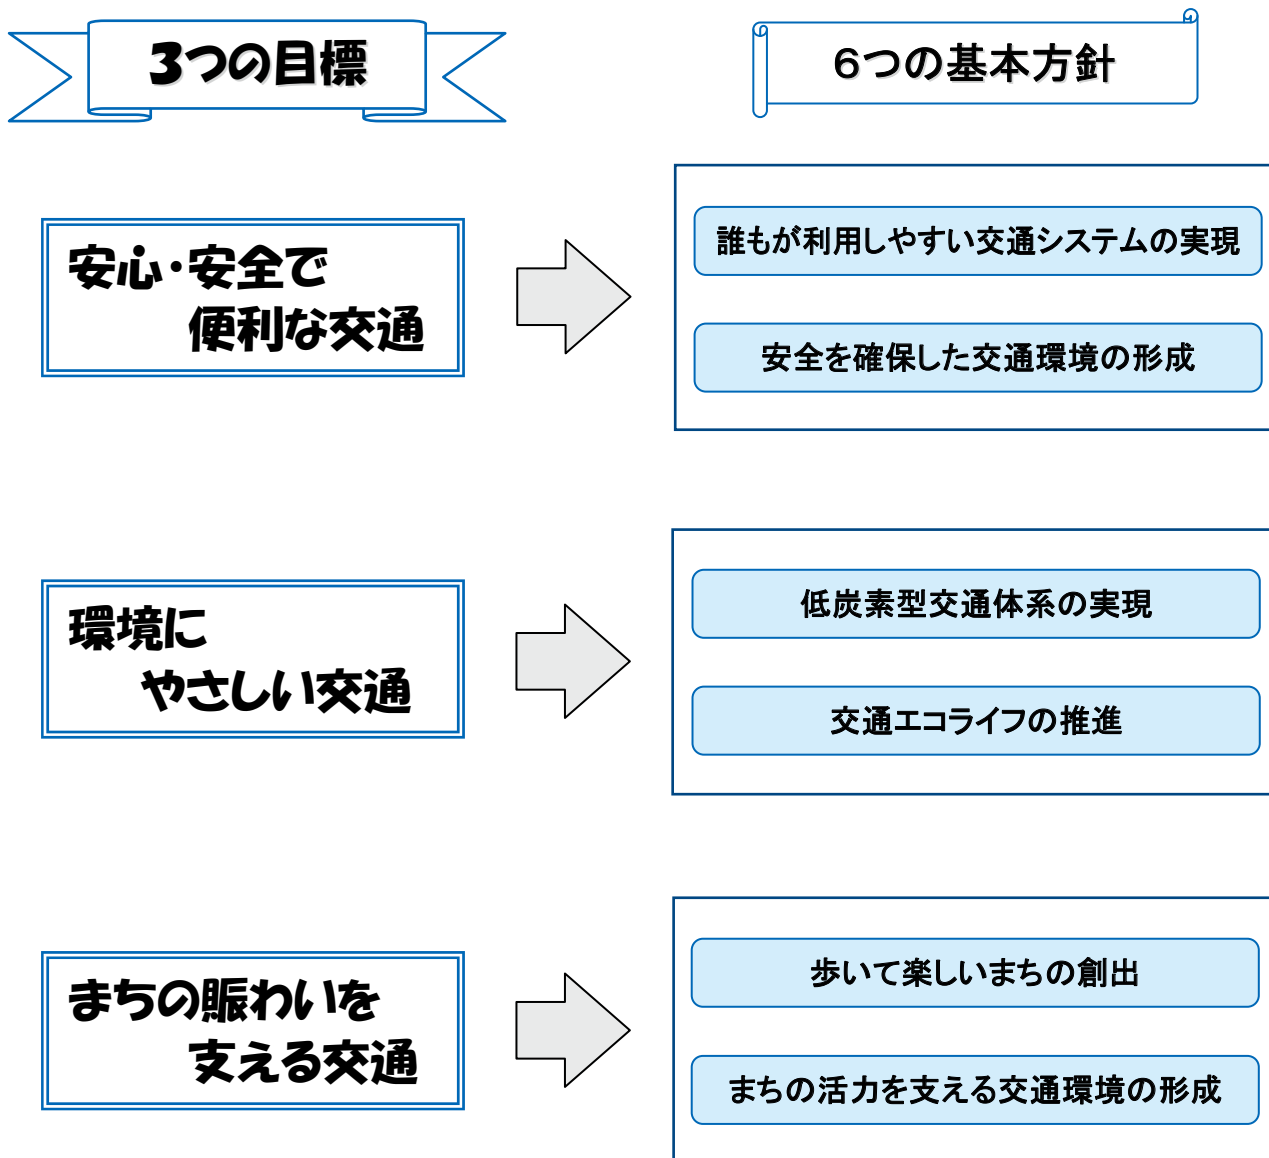 3つの目標
6つの基本方針
安心・安全で
便利な交通
誰もが利用しやすい交通システムの実現
安全を確保した交通環境の形成
環境に
やさしい交通
低炭素型交通体系の実現
交通エコライフの推進
まちの賑わいを
支える交通
歩いて楽しいまちの創出
まちの活力を支える交通環境の形成